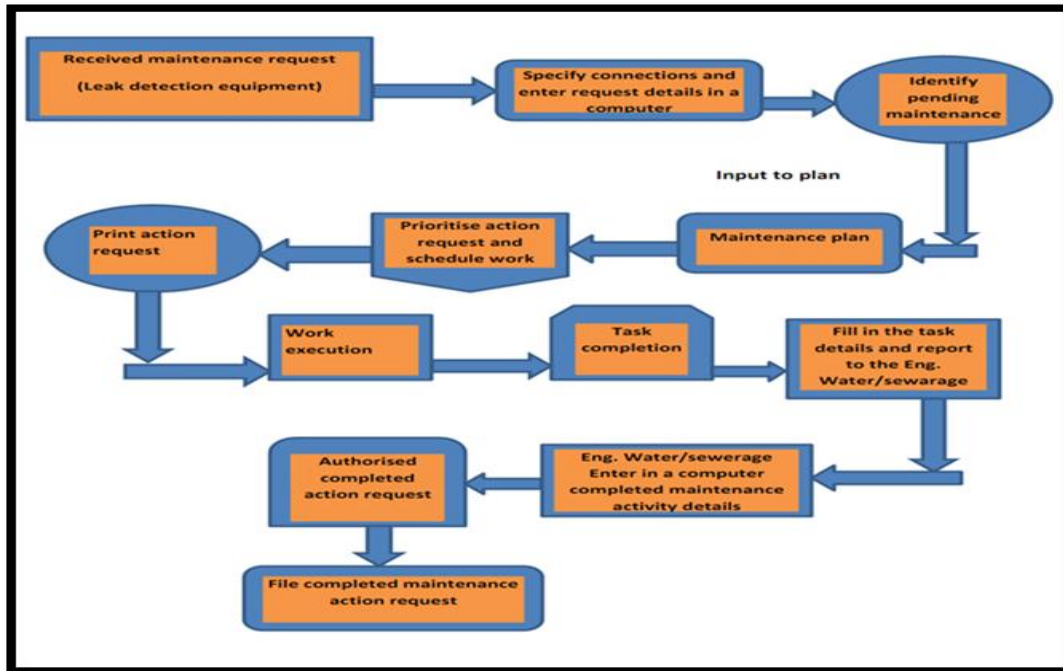 Received maintenance request
(Leak detection equipment)
Specify connections and
enter request details in a
computer
Identify
pending
maintenance
Input to plan
Maintenance plan
Prioritise action
request and
schedule work
Print action
request
Work
execution
Task
completion
Fill in the task
details and report
to the Eng.
Water/sewarage
Eng. Water/sewerage
Enter in a computer
completed maintenance
activity details
Authorised
completed
action request
File completed maintenance
action request